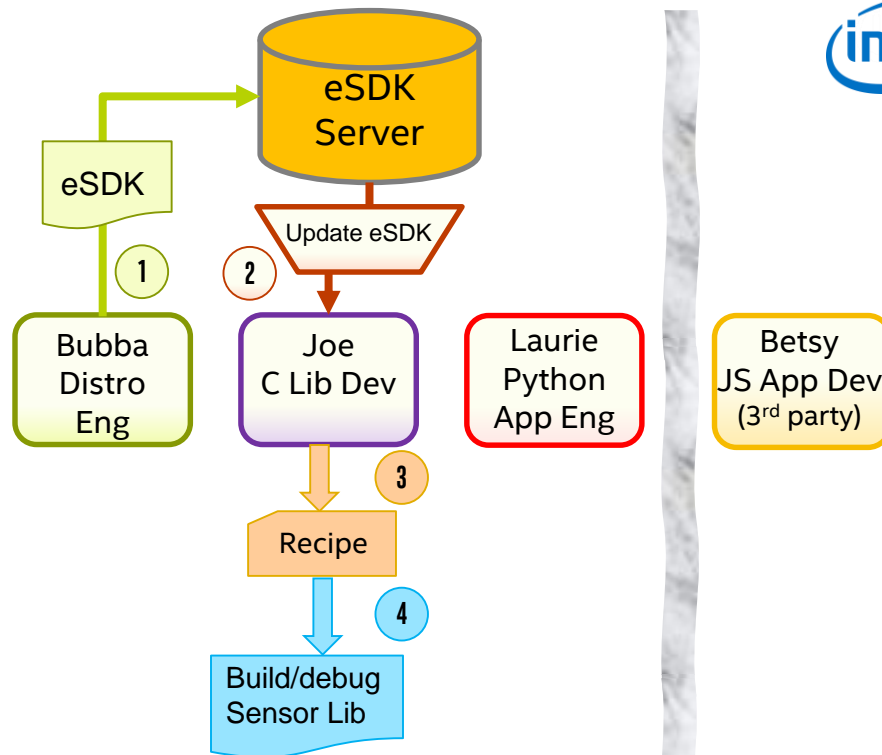 eSDK
Server
eSDK
Update eSDK
1
2
Bubba
Distro
Eng
Joe
C Lib Dev
Laurie
Python
App Eng
Betsy
JS App Dev
(3rd party)
3
Recipe
4
Build/debug
Sensor Lib